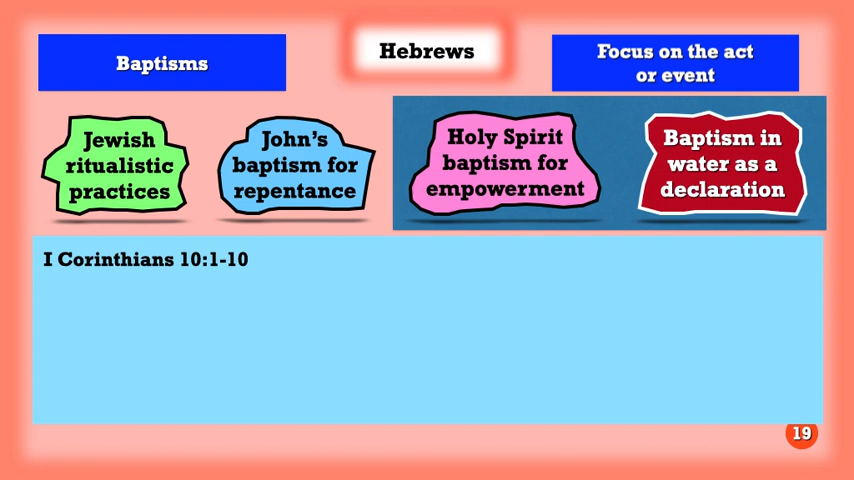 Hebrews
Baptisms
Focus on the act
or event
Jewish
ritualistic
practices
John's
baptism for
repentance
Holy Spirit
baptism for
empowerment
Baptism in
water as a
declaration
I Corinthians 10:1-10
19